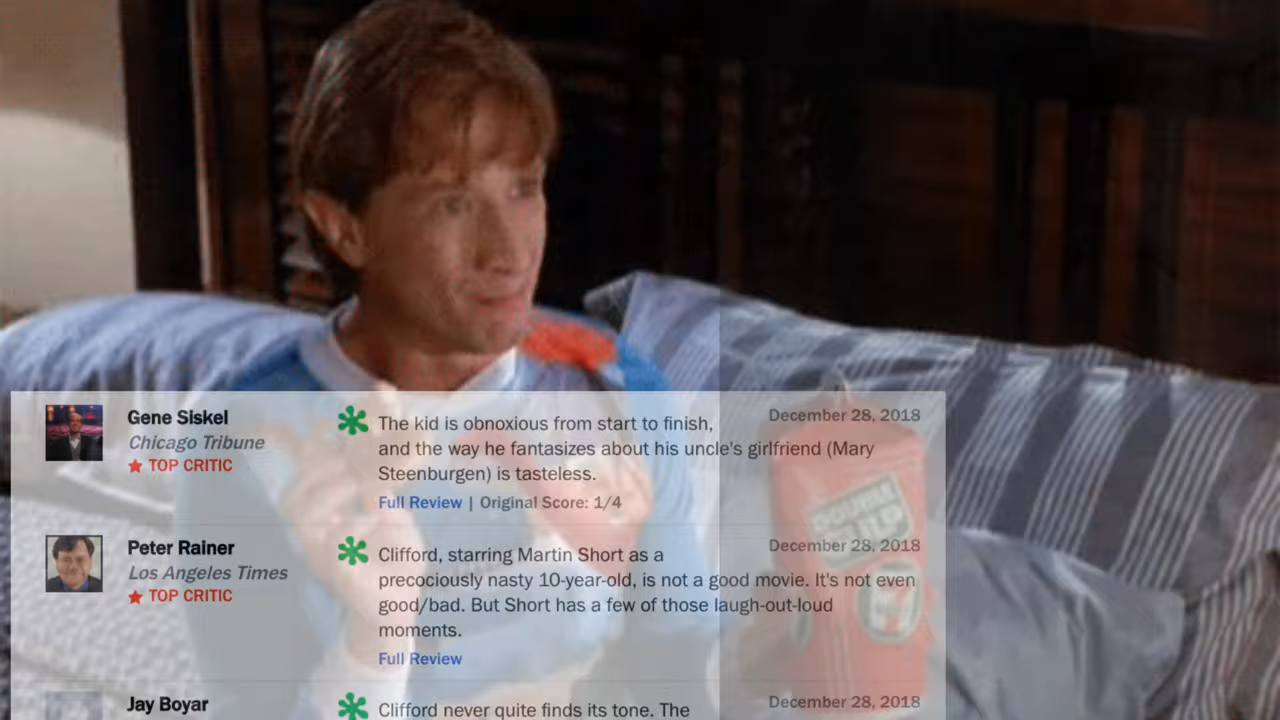 Gene Siskel
Chicago Tribune
TOP CRITIC
December 28, 2018
The kid is obnoxious from start to finish,
and the way he fantasizes about his uncle's girlfriend (Mary
Steenburgen) is tasteless.
Full Review | Original Score: 1/4
Peter Rainer
Los Angeles Times
TOP CRITIC
December 28, 2018
Clifford, starring Martin Short as a
precociously nasty 10-year-old, is not a good movie. It's not even
good/bad. But Short has a few of those laugh-out-loud
moments.
Full Review
Jay Boyar
December 28, 2018
Clifford never quite finds its tone. The
DOUBLE